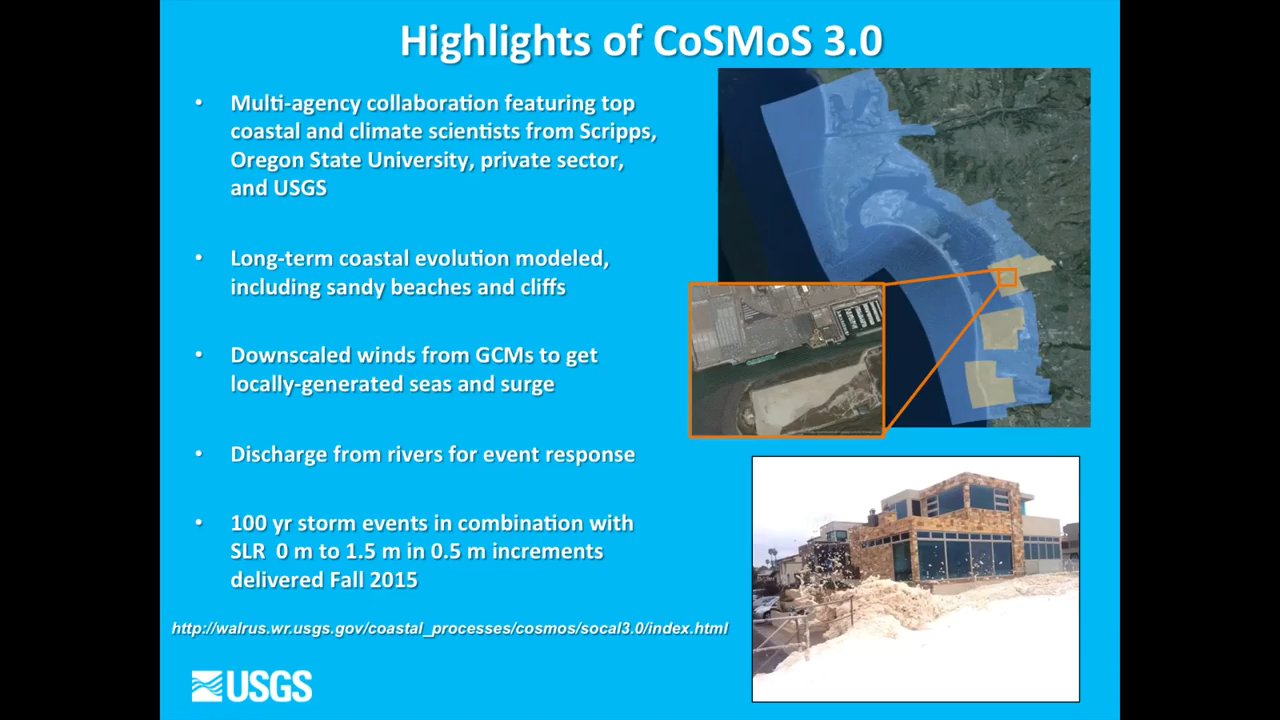 Highlights of CoSMoS 3.0
• Multi-agency collaboration featuring top
coastal and climate scientists from Scripps,
Oregon State University, private sector,
and USGS
• Long-term coastal evolution modeled,
including sandy beaches and cliffs
• Downscaled winds from GCMs to get
locally-generated seas and surge
• Discharge from rivers for event response
• 100 yr storm events in combination with
SLR 0 m to 1.5 m in 0.5 m increments
delivered Fall 2015
http://walrus.wr.usgs.gov/coastal_processes/cosmos/socal3.0/index.html
USGS